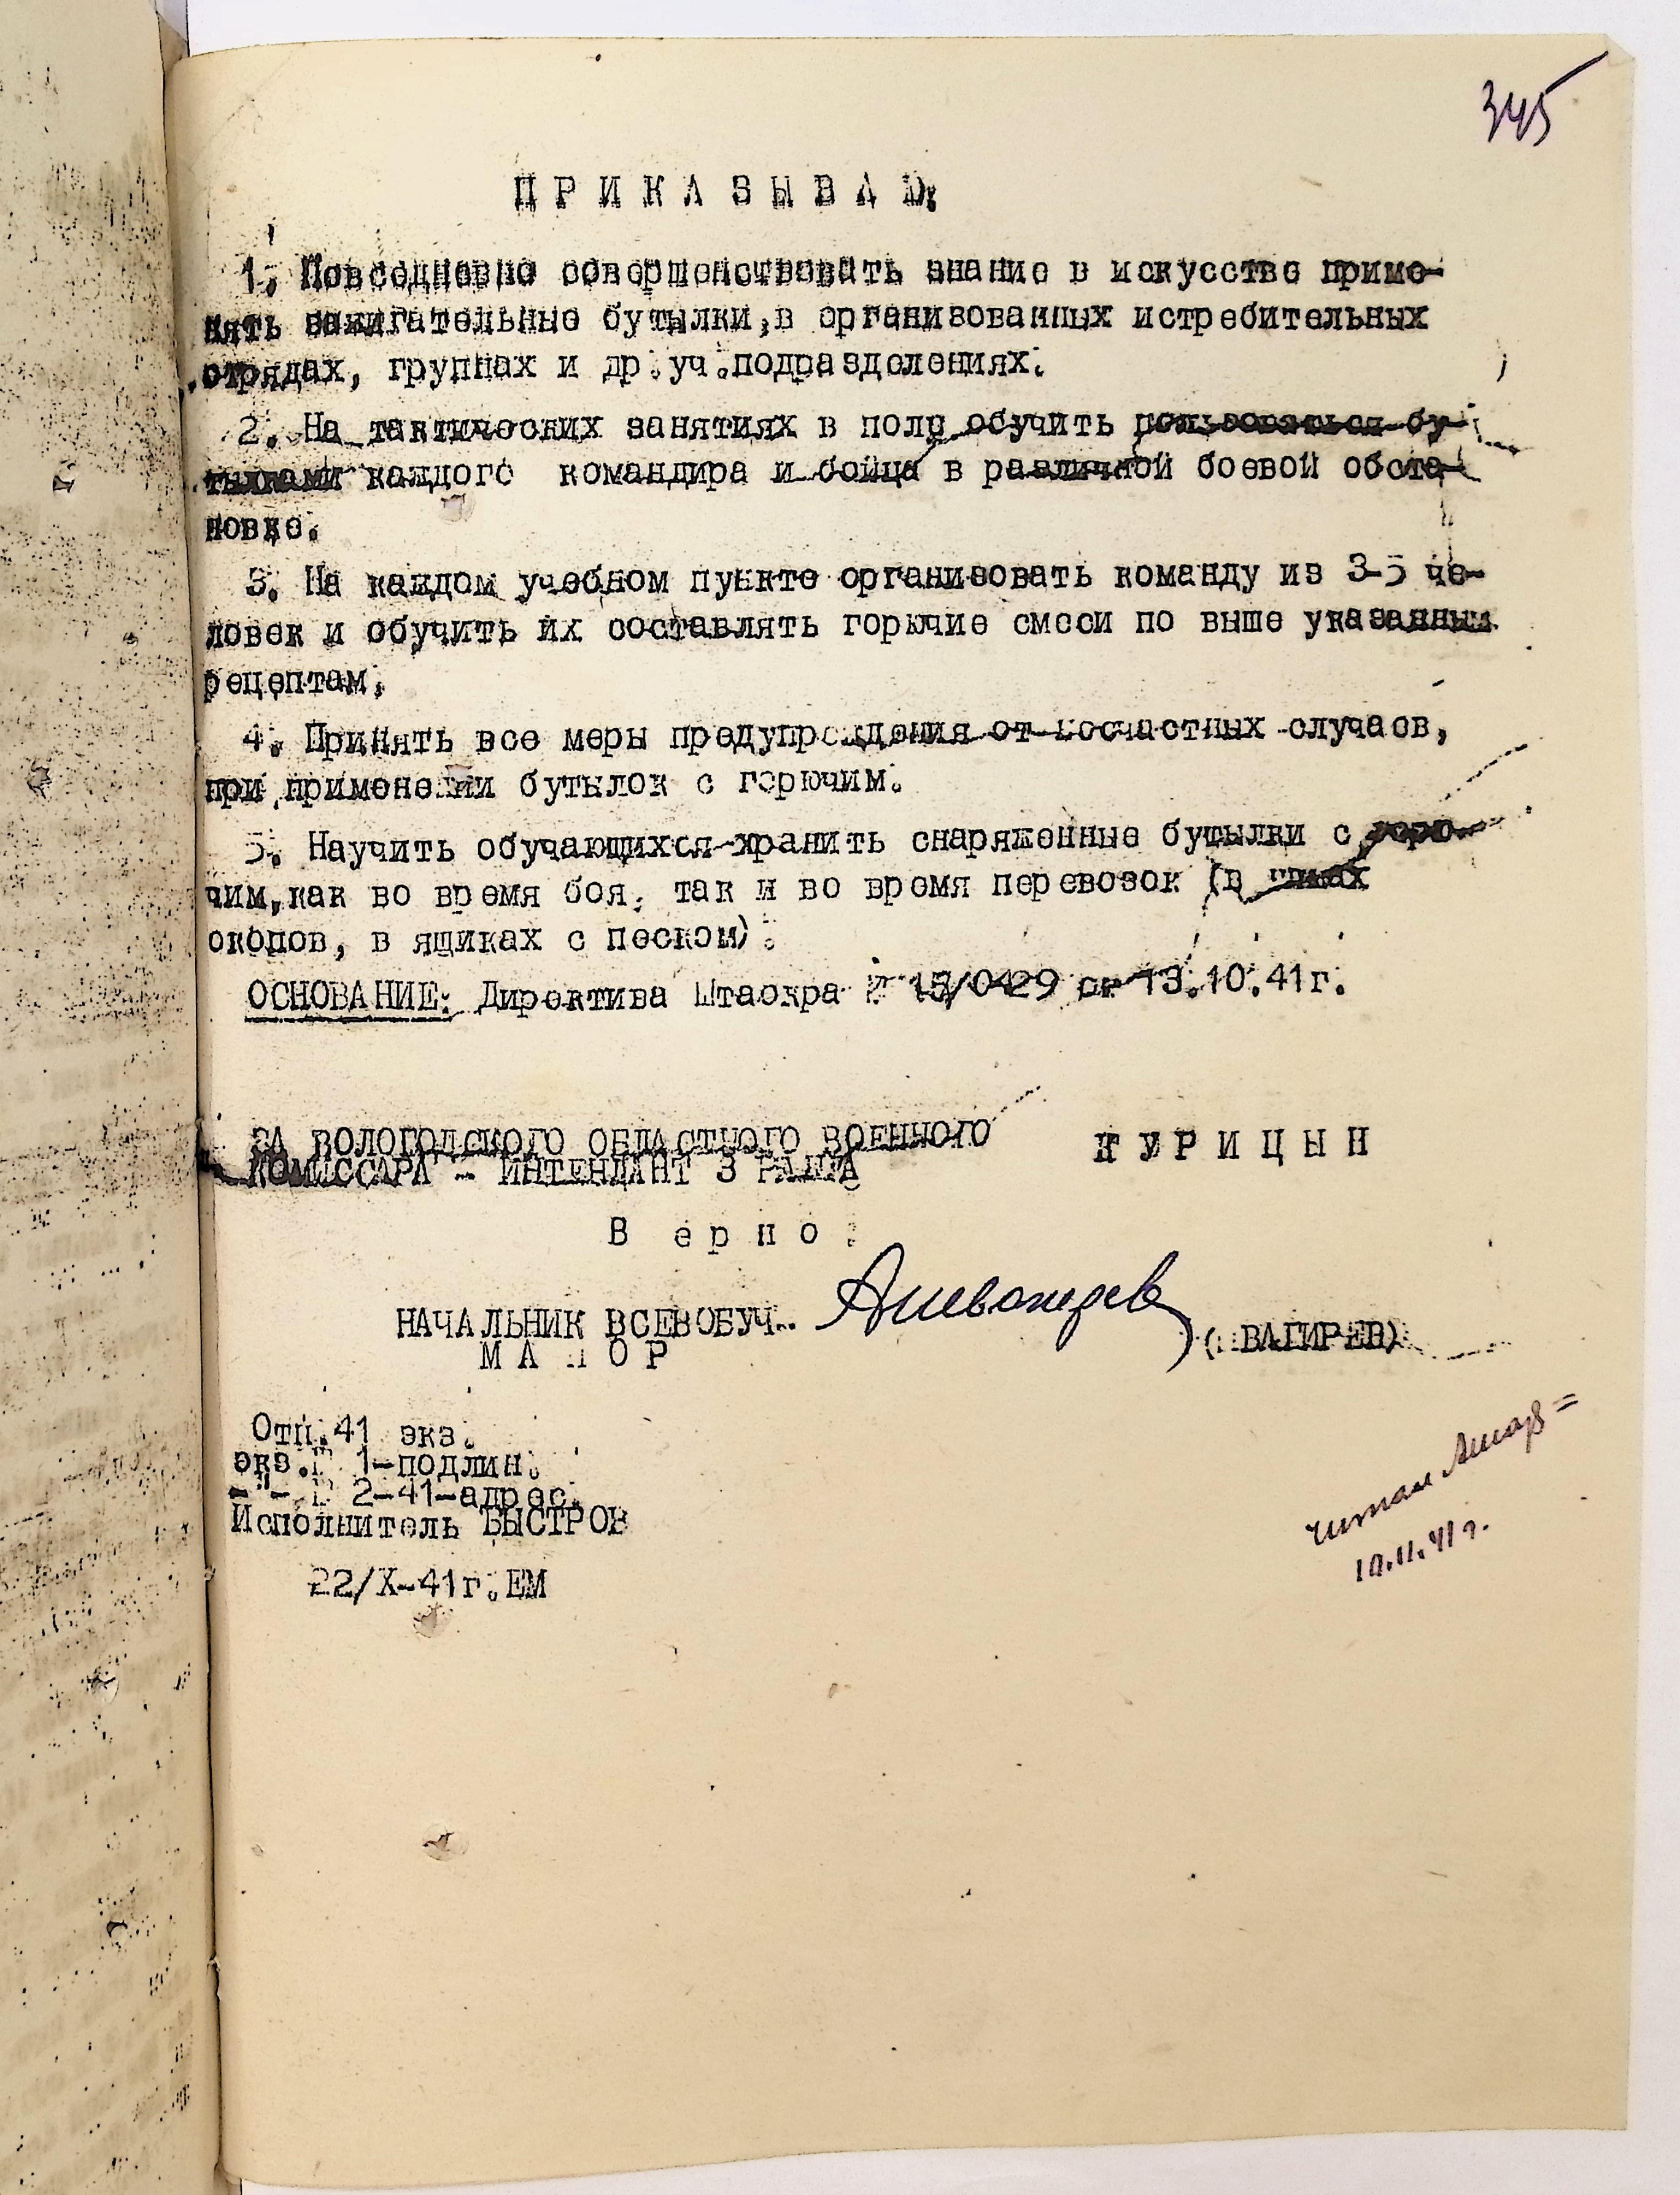 345
ПРИКАЗЫВАЮ:
1. Повседневно совершенствовать знание в искусстве приме-
нять зажигательные бутылки,в организованных истребительных
отрядах, группах и др.уч.подразделениях.
2. На тактических занятиях в поле обучить пользоваться бу-
тылками каждого командира и бойца в различной боевой обста-
новке.
3. На каждом учебном пункте организовать команду из 3-5 че-
ловек и обучить их составлять горючие смеси по выше указанным
рецептам.
4. Принять все меры предупреждения от несчастных случаев,
при применении бутылок с горючим.
5. Научить обучающихся хранить снаряженные бутылки с горю-
чим,как во время боя, так и во время перевозок (в нишах
окопов, в ящиках с песком).
ОСНОВАНИЕ: Директива Штаокра № 15/0429 от 13.10.41г.
ЗА ВОЛОГОДСКОГО ОБЛАСТНОГО ВОЕННОГО
КОМИССАРА - ИНТЕНДАНТ 3 РАНГА
КУРИЦЫН
Верно:
НАЧАЛЬНИК ВСЕВОБУЧ
МАЙОР
Отп.41 экз.
экз.№ 1-подлин.
-"-№ 2-41-адрес.
Исполнитель БЫСТРОВ
22/X-41г.ЕМ
читал
10.11.41г.